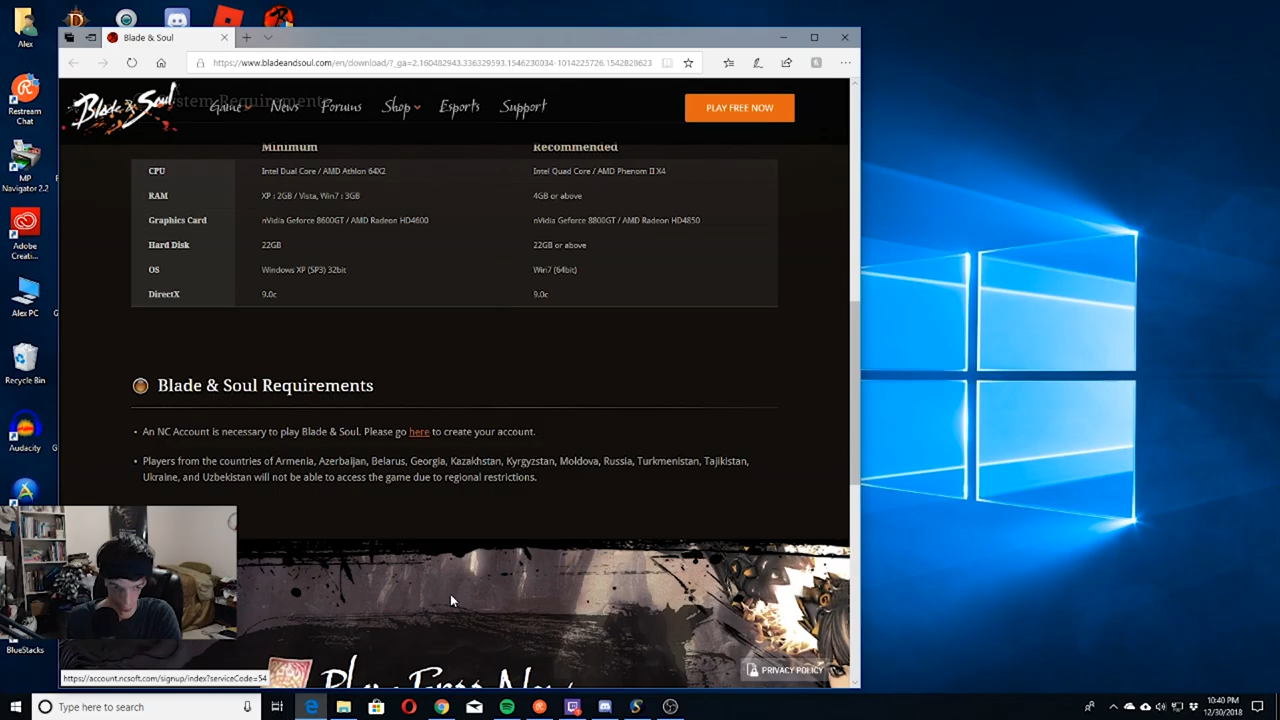 Alex
Restream
Chat
MP
Navigator 2.2
Adobe
Creati...
Alex PC
Recycle Bin
Audacity
BlueStacks
Blade & Soul
https://www.bladeandsoul.com/en/download/?_ga=2.160482943.336329593.1546230034-1014225726.1542828623
Blade & Soul
System Requirements
Game
News
Forums
Shop
Esports
Support
PLAY FREE NOW
Minimum Recommended
CPU Intel Dual Core / AMD Athlon 64X2 Intel Quad Core / AMD Phenom II X4
RAM XP : 2GB / Vista, Win7 : 3GB 4GB or above
Graphics Card nVidia Geforce 8600GT / AMD Radeon HD4600 nVidia Geforce 8800GT / AMD Radeon HD4850
Hard Disk 22GB 22GB or above
OS Windows XP (SP3) 32bit Win7 (64bit)
DirectX 9.0c 9.0c
Blade & Soul Requirements
• An NC Account is necessary to play Blade & Soul. Please go here to create your account.
• Players from the countries of Armenia, Azerbaijan, Belarus, Georgia, Kazakhstan, Kyrgyzstan, Moldova, Russia, Turkmenistan, Tajikistan,
Ukraine, and Uzbekistan will not be able to access the game due to regional restrictions.
Play Free Now
PRIVACY POLICY
https://account.ncsoft.com/signup/index?serviceCode=54
Type here to search
10:40 PM
12/30/2018